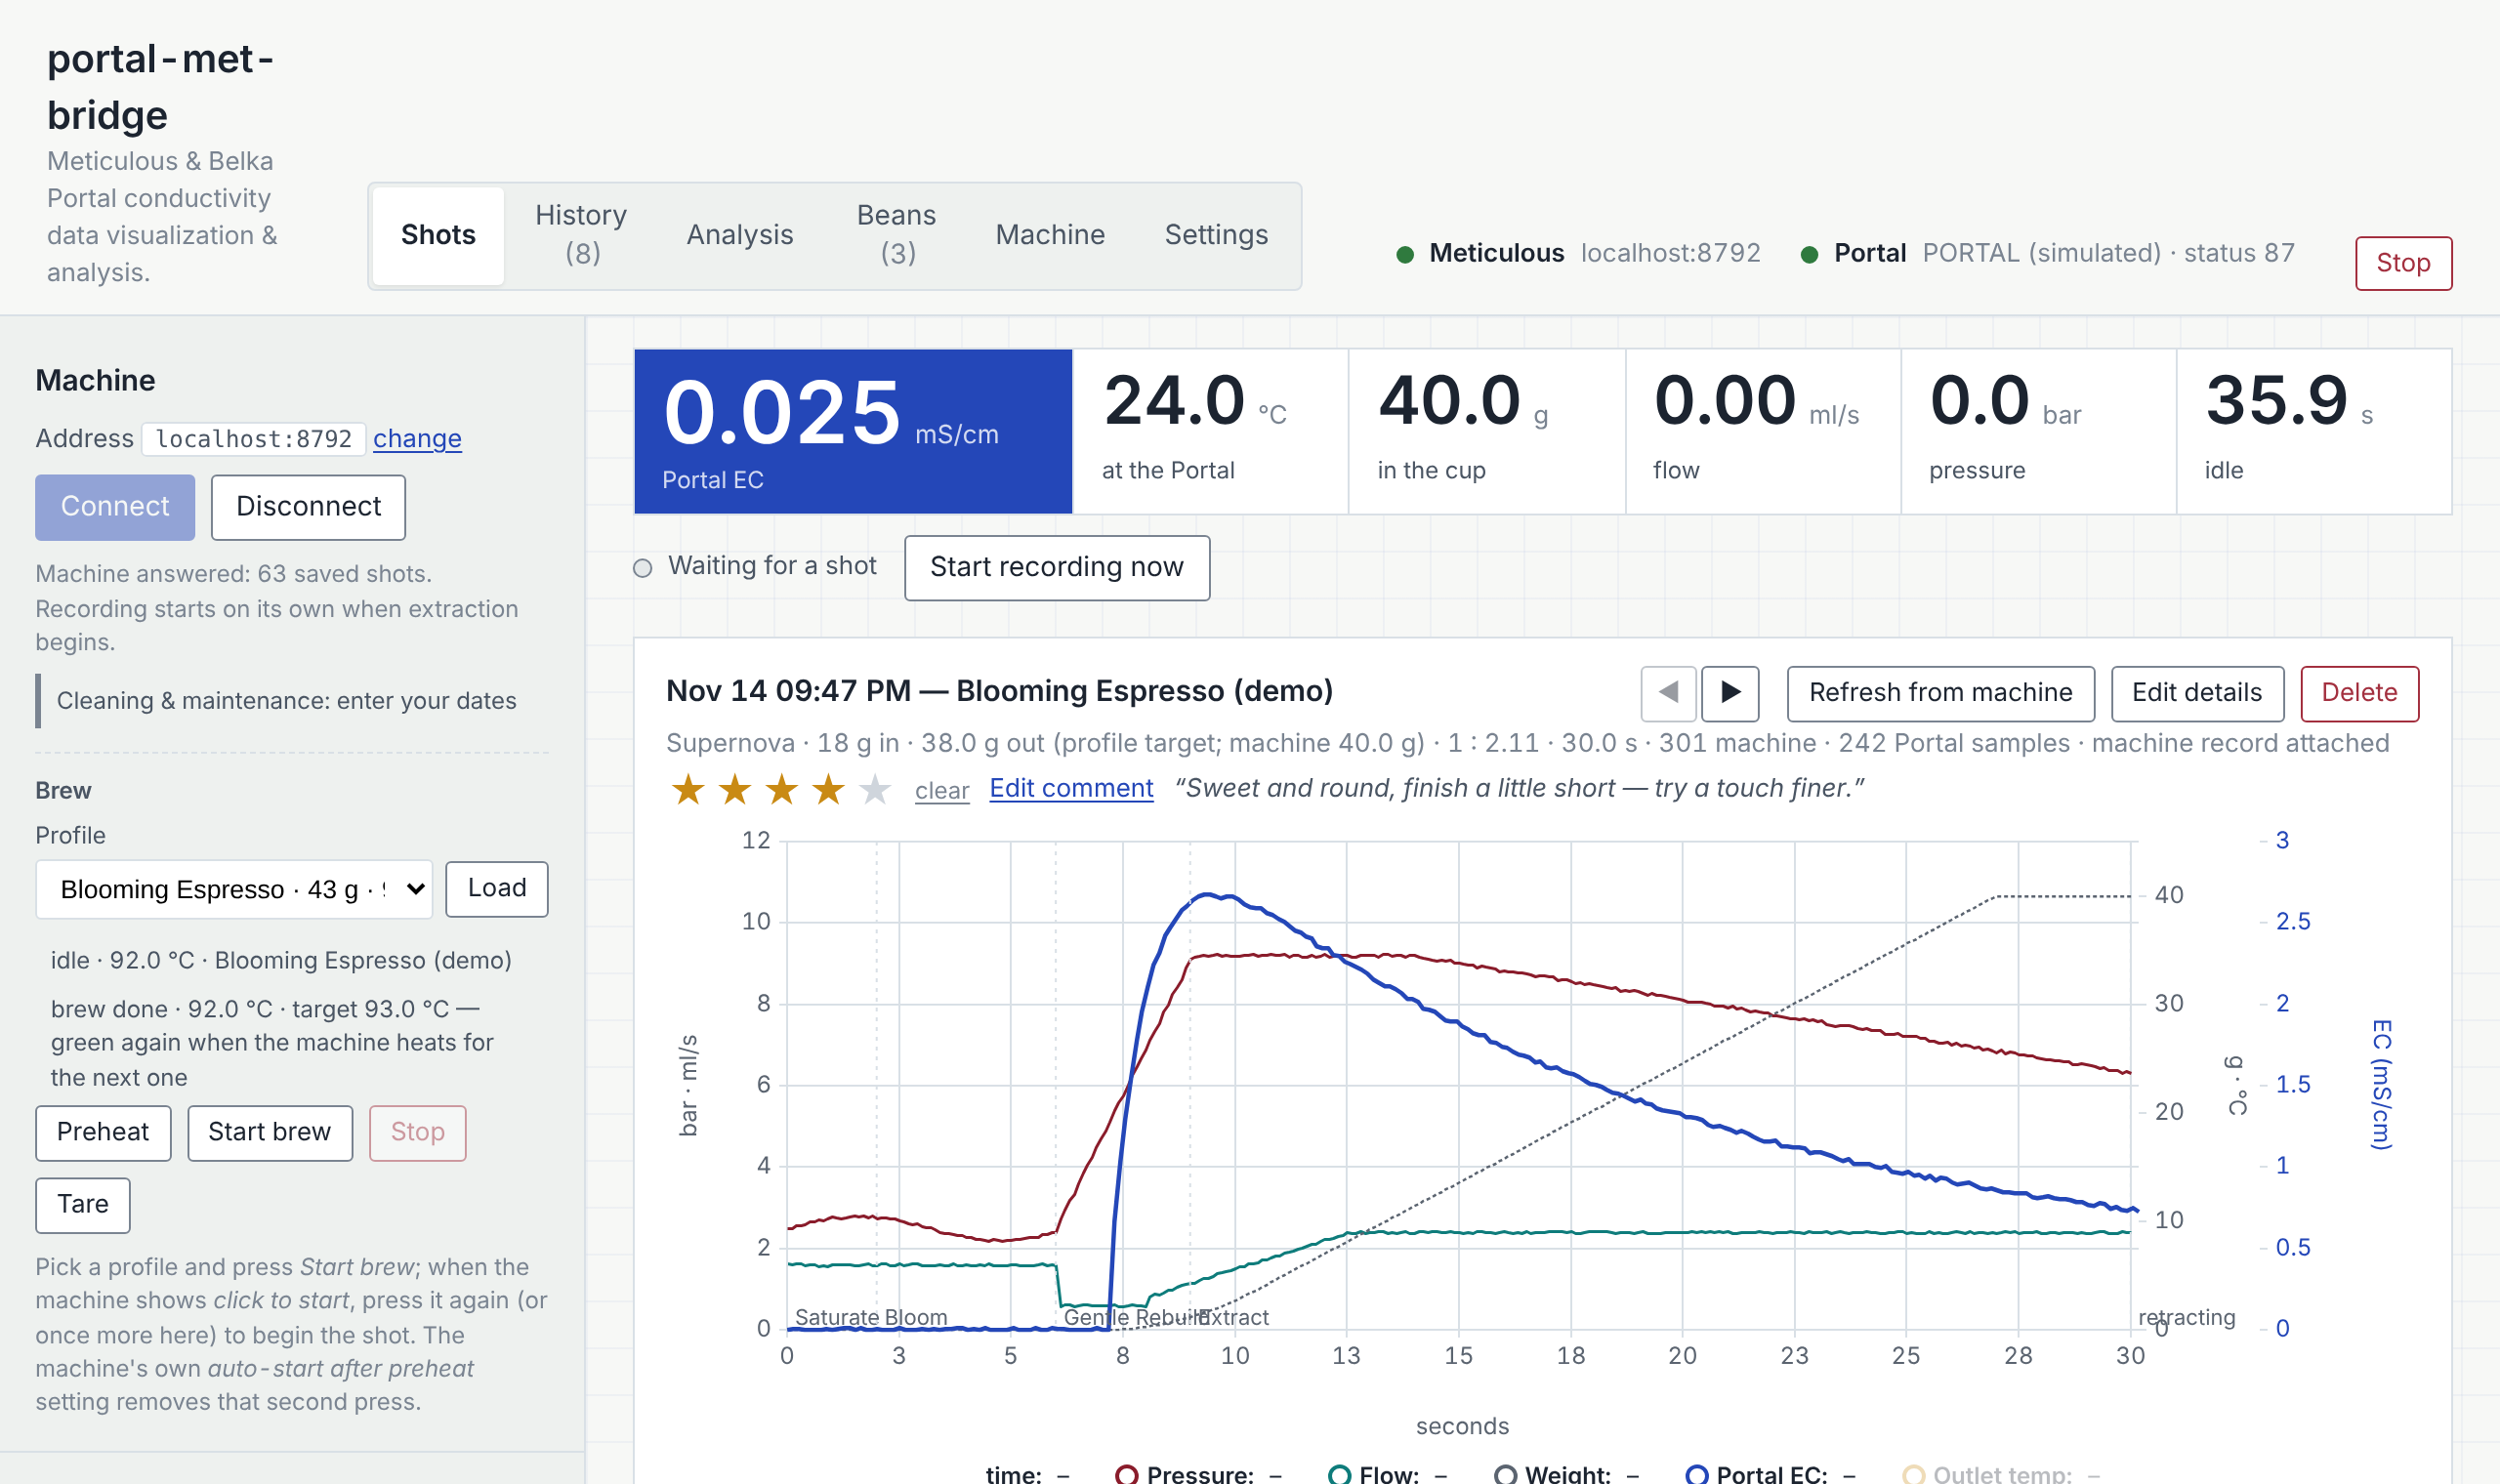 portal-met-
bridge
Meticulous & Belka
Portal conductivity
data visualization &
analysis.
Shots
History
(8)
Analysis
Beans
(3)
Machine
Settings
Meticulous localhost:8792
Portal PORTAL (simulated) · status 87
Stop
Machine
Address localhost:8792 change
Connect
Disconnect
Machine answered: 63 saved shots.
Recording starts on its own when extraction
begins.
Cleaning & maintenance: enter your dates
Brew
Profile
Blooming Espresso · 43 g ·
Load
idle · 92.0 °C · Blooming Espresso (demo)
brew done · 92.0 °C · target 93.0 °C —
green again when the machine heats for
the next one
Preheat
Start brew
Stop
Tare
Pick a profile and press Start brew; when the
machine shows click to start, press it again (or
once more here) to begin the shot. The
machine's own auto-start after preheat
setting removes that second press.
0.025 mS/cm
Portal EC
24.0 °C
at the Portal
40.0 g
in the cup
0.00 ml/s
flow
0.0 bar
pressure
35.9 s
idle
Waiting for a shot
Start recording now
Nov 14 09:47 PM — Blooming Espresso (demo)
Refresh from machine
Edit details
Delete
Supernova · 18 g in · 38.0 g out (profile target; machine 40.0 g) · 1 : 2.11 · 30.0 s · 301 machine · 242 Portal samples · machine record attached
clear Edit comment “Sweet and round, finish a little short — try a touch finer.”
12
10
8
6
4
2
0
bar · ml/s
Saturate
Bloom
Gentle Rebuild
Extract
retracting
0 3 5 8 10 13 15 18 20 23 25 28 30
seconds
40
30
20
10
0
g · °C
3
2.5
2
1.5
1
0.5
0
EC (mS/cm)
time: – Pressure: – Flow: – Weight: – Portal EC: – Outlet temp: –